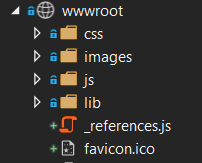 wwwroot
css
images
js
lib
_references.js
favicon.ico